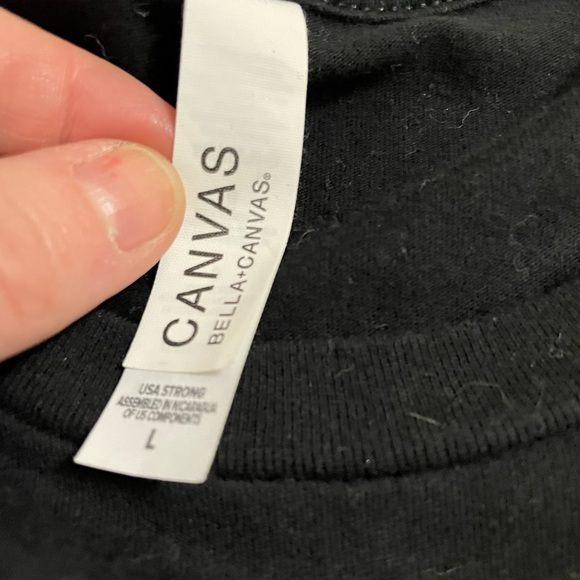 CANVAS
BELLA+CANVAS®
USA STRONG
ASSEMBLED IN NICARAGUA
OF US COMPONENTS
L